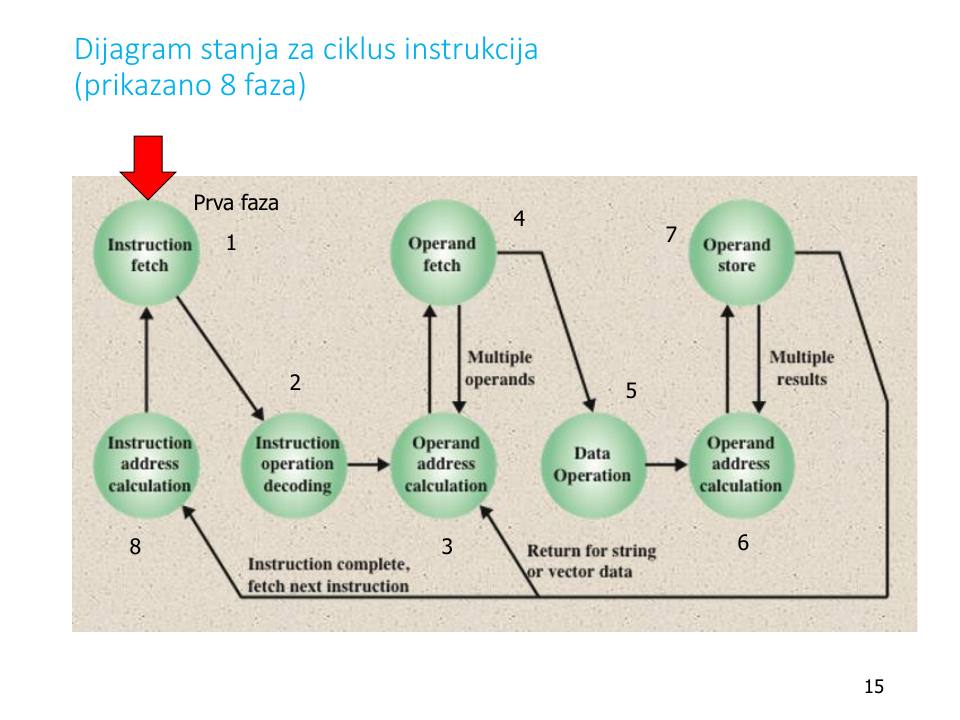 Dijagram stanja za ciklus instrukcija
(prikazano 8 faza)
Prva faza
1
Instruction
fetch
4
Operand
fetch
7
Operand
store
Multiple
operands
Multiple
results
2
5
Instruction
address
calculation
Instruction
operation
decoding
Operand
address
calculation
Data
Operation
Operand
address
calculation
8
3
6
Instruction complete,
fetch next instruction
Return for string
or vector data
15